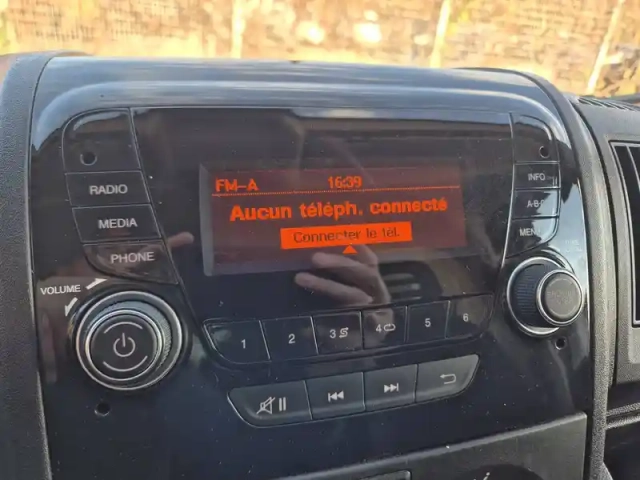 FM-A 16:39
Aucun téléph. connecté
Connecter le tél.
RADIO
MEDIA
PHONE
VOLUME
INFO
A-B-C
MENU
1 2 3 4 5 6